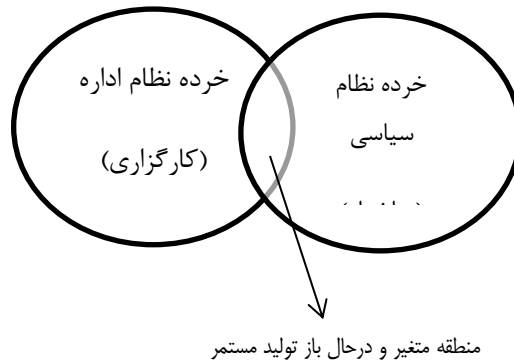 خرده نظام
سیاسی
خرده نظام اداره
(کارگزاری)
منطقه متغیر و درحال باز تولید مستمر